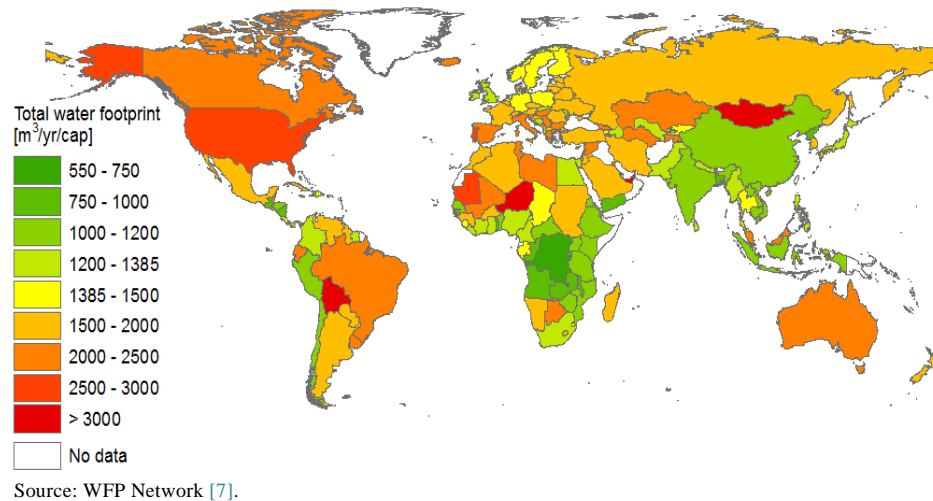 Total water footprint
[m³/yr/cap]
550 - 750
750 - 1000
1000 - 1200
1200 - 1385
1385 - 1500
1500 - 2000
2000 - 2500
2500 - 3000
> 3000
No data
Source: WFP Network [7].